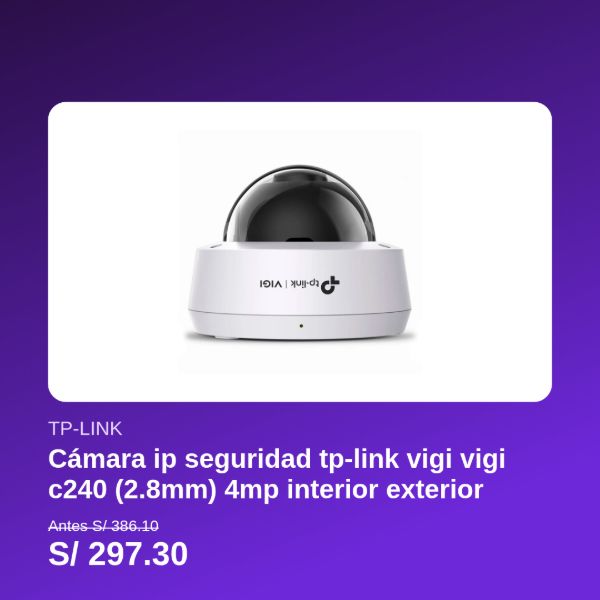 tp-link | VIGI
TP-LINK
Cámara ip seguridad tp-link vigi vigi
c240 (2.8mm) 4mp interior exterior
Antes S/ 386.10
S/ 297.30